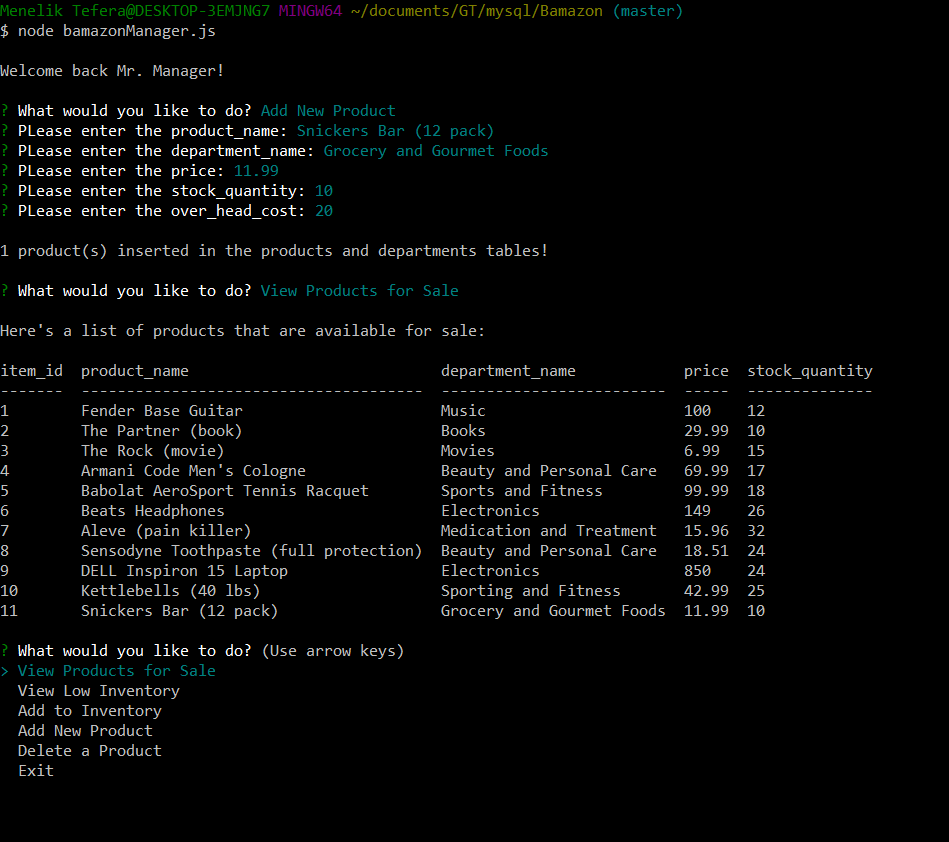 Menelik Tefera@DESKTOP-3EMJNG7 MINGW64 ~/documents/GT/mysql/Bamazon (master)
$ node bamazonManager.js
Welcome back Mr. Manager!
? What would you like to do? Add New Product
? PLease enter the product_name: Snickers Bar (12 pack)
? PLease enter the department_name: Grocery and Gourmet Foods
? PLease enter the price: 11.99
? PLease enter the stock_quantity: 10
? PLease enter the over_head_cost: 20
1 product(s) inserted in the products and departments tables!
? What would you like to do? View Products for Sale
Here's a list of products that are available for sale:
item_id  product_name                            department_name            price  stock_quantity
-------  --------------------------------------  -------------------------  -----  --------------
1        Fender Base Guitar                      Music                      100    12
2        The Partner (book)                      Books                      29.99  10
3        The Rock (movie)                        Movies                     6.99   15
4        Armani Code Men's Cologne               Beauty and Personal Care   69.99  17
5        Babolat AeroSport Tennis Racquet        Sports and Fitness         99.99  18
6        Beats Headphones                        Electronics                149    26
7        Aleve (pain killer)                     Medication and Treatment   15.96  32
8        Sensodyne Toothpaste (full protection)  Beauty and Personal Care   18.51  24
9        DELL Inspiron 15 Laptop                 Electronics                850    24
10       Kettlebells (40 lbs)                    Sporting and Fitness       42.99  25
11       Snickers Bar (12 pack)                  Grocery and Gourmet Foods  11.99  10
? What would you like to do? (Use arrow keys)
> View Products for Sale
  View Low Inventory
  Add to Inventory
  Add New Product
  Delete a Product
  Exit